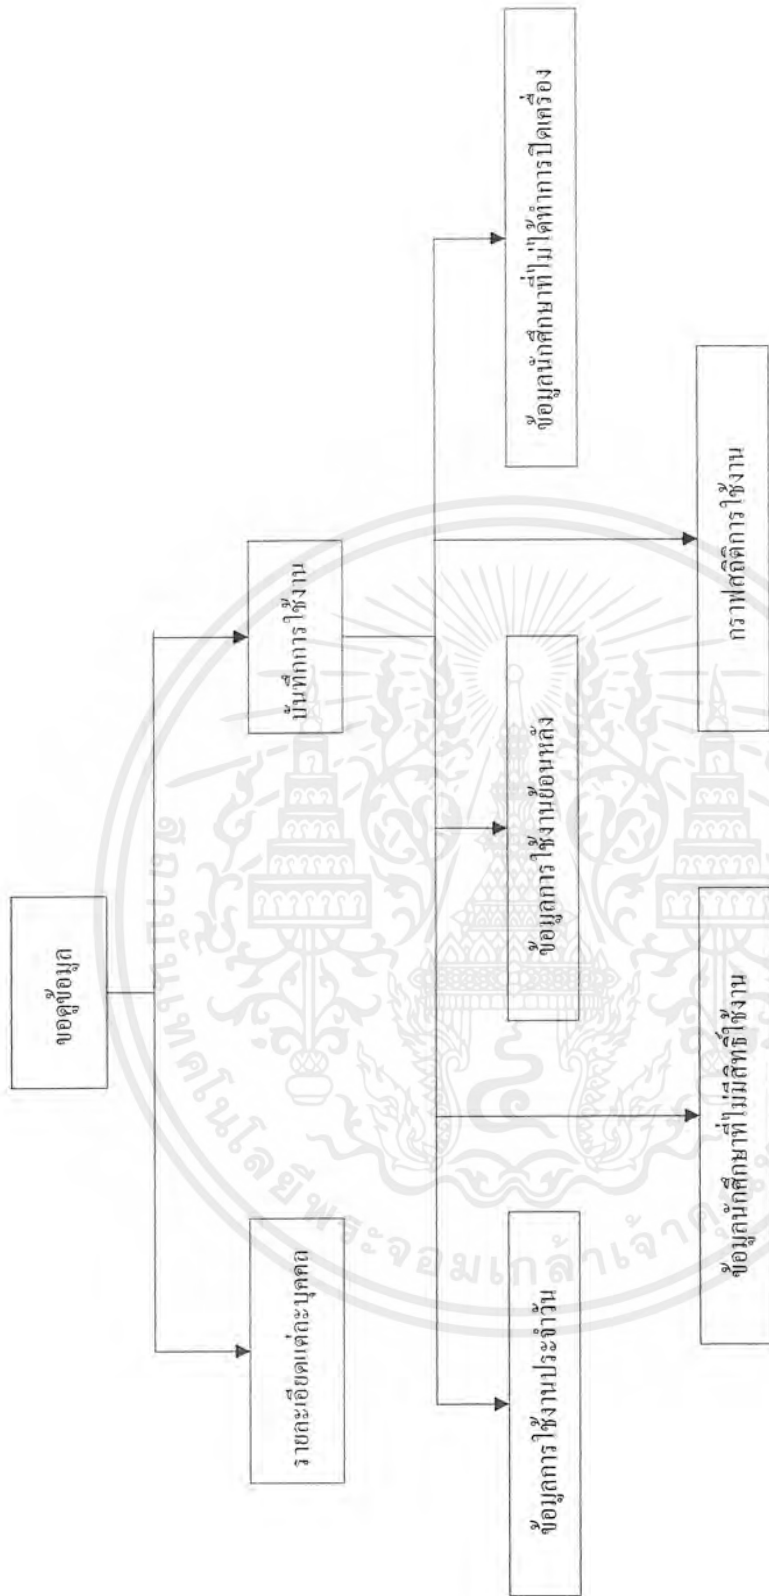 ขอดูข้อมูล
รายละเอียดแต่ละบุคคล
บันทึกการใช้งาน
ข้อมูลการใช้งานประจำวัน
ข้อมูลการใช้งานย้อนหลัง
ข้อมูลนักศึกษาที่ไม่ได้ทำการปิดเครื่อง
ข้อมูลนักศึกษาที่ไม่มีสิทธิ์ใช้งาน
กราฟสถิติการใช้งาน